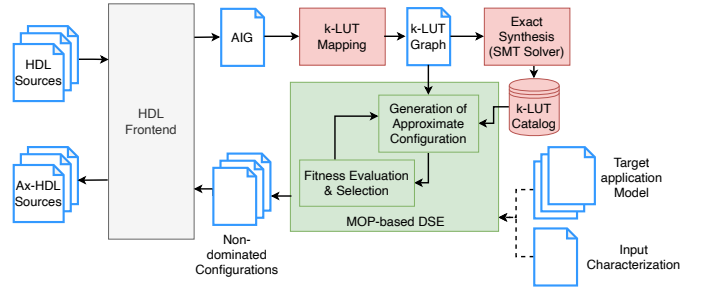 HDL
Sources
HDL
Frontend
AIG
k-LUT
Mapping
k-LUT
Graph
Exact
Synthesis
(SMT Solver)
k-LUT
Catalog
Generation of
Approximate
Configuration
Fitness Evaluation
& Selection
MOP-based DSE
Ax-HDL
Sources
Non-
dominated
Configurations
Target
application
Model
Input
Characterization